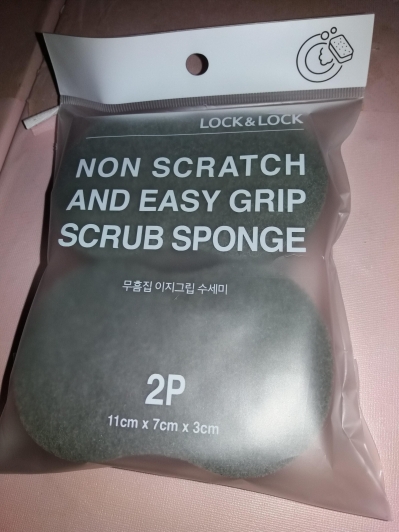 LOCK&LOCK
NON SCRATCH
AND EASY GRIP
SCRUB SPONGE
무흠집 이지그립 수세미
2P
11cm x 7cm x 3cm